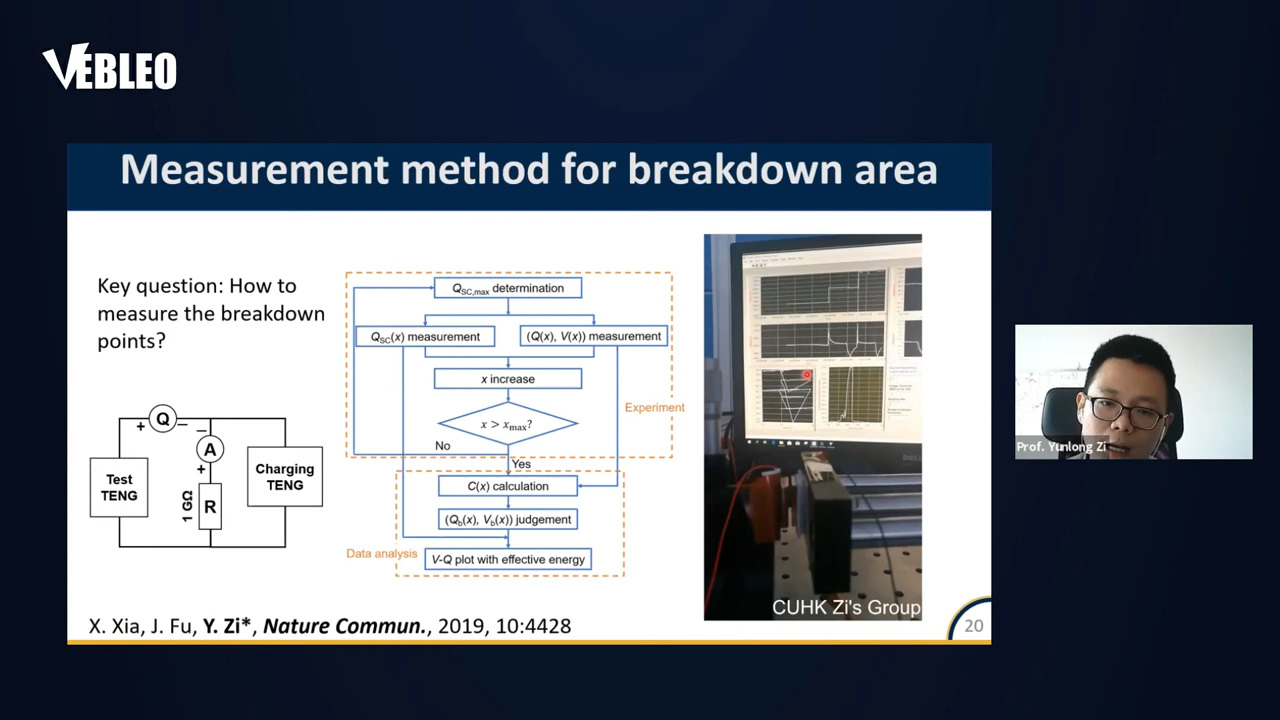 VEBLEO
Measurement method for breakdown area
Key question: How to
measure the breakdown
points?
Q_SC,max determination
Q_SC(x) measurement
(Q(x), V(x)) measurement
x increase
Experiment
x > x_max?
No
Yes
C(x) calculation
(Q_b(x), V_b(x)) judgement
Data analysis
V-Q plot with effective energy
+
Q
−
−
A
+
Test
TENG
1 GΩ
R
Charging
TENG
CUHK Zi's Group
X. Xia, J. Fu, Y. Zi*, Nature Commun., 2019, 10:4428
20
Prof. Yunlong Zi